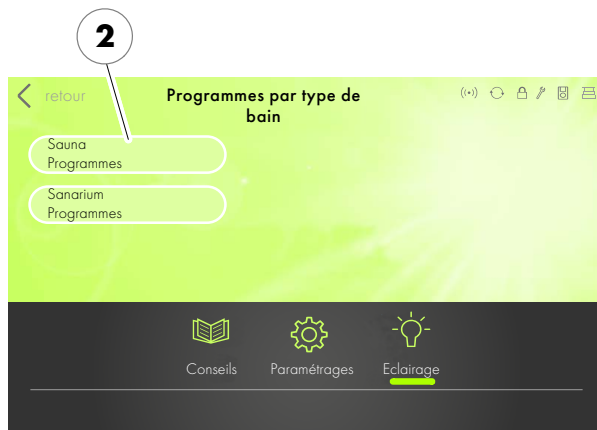 2
retour
Programmes par type de
bain
Sauna
Programmes
Sanarium
Programmes
Conseils
Paramétrages
Eclairage